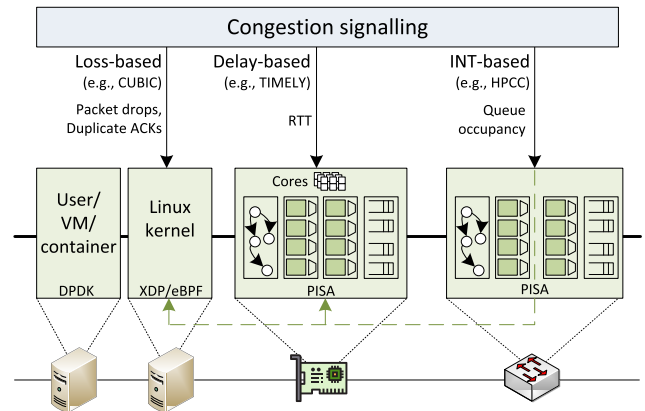 Congestion signalling
Loss-based
(e.g., CUBIC)
Packet drops,
Duplicate ACKs
Delay-based
(e.g., TIMELY)
RTT
INT-based
(e.g., HPCC)
Queue
occupancy
User/
VM/
container
DPDK
Linux
kernel
XDP/eBPF
Cores
PISA
PISA